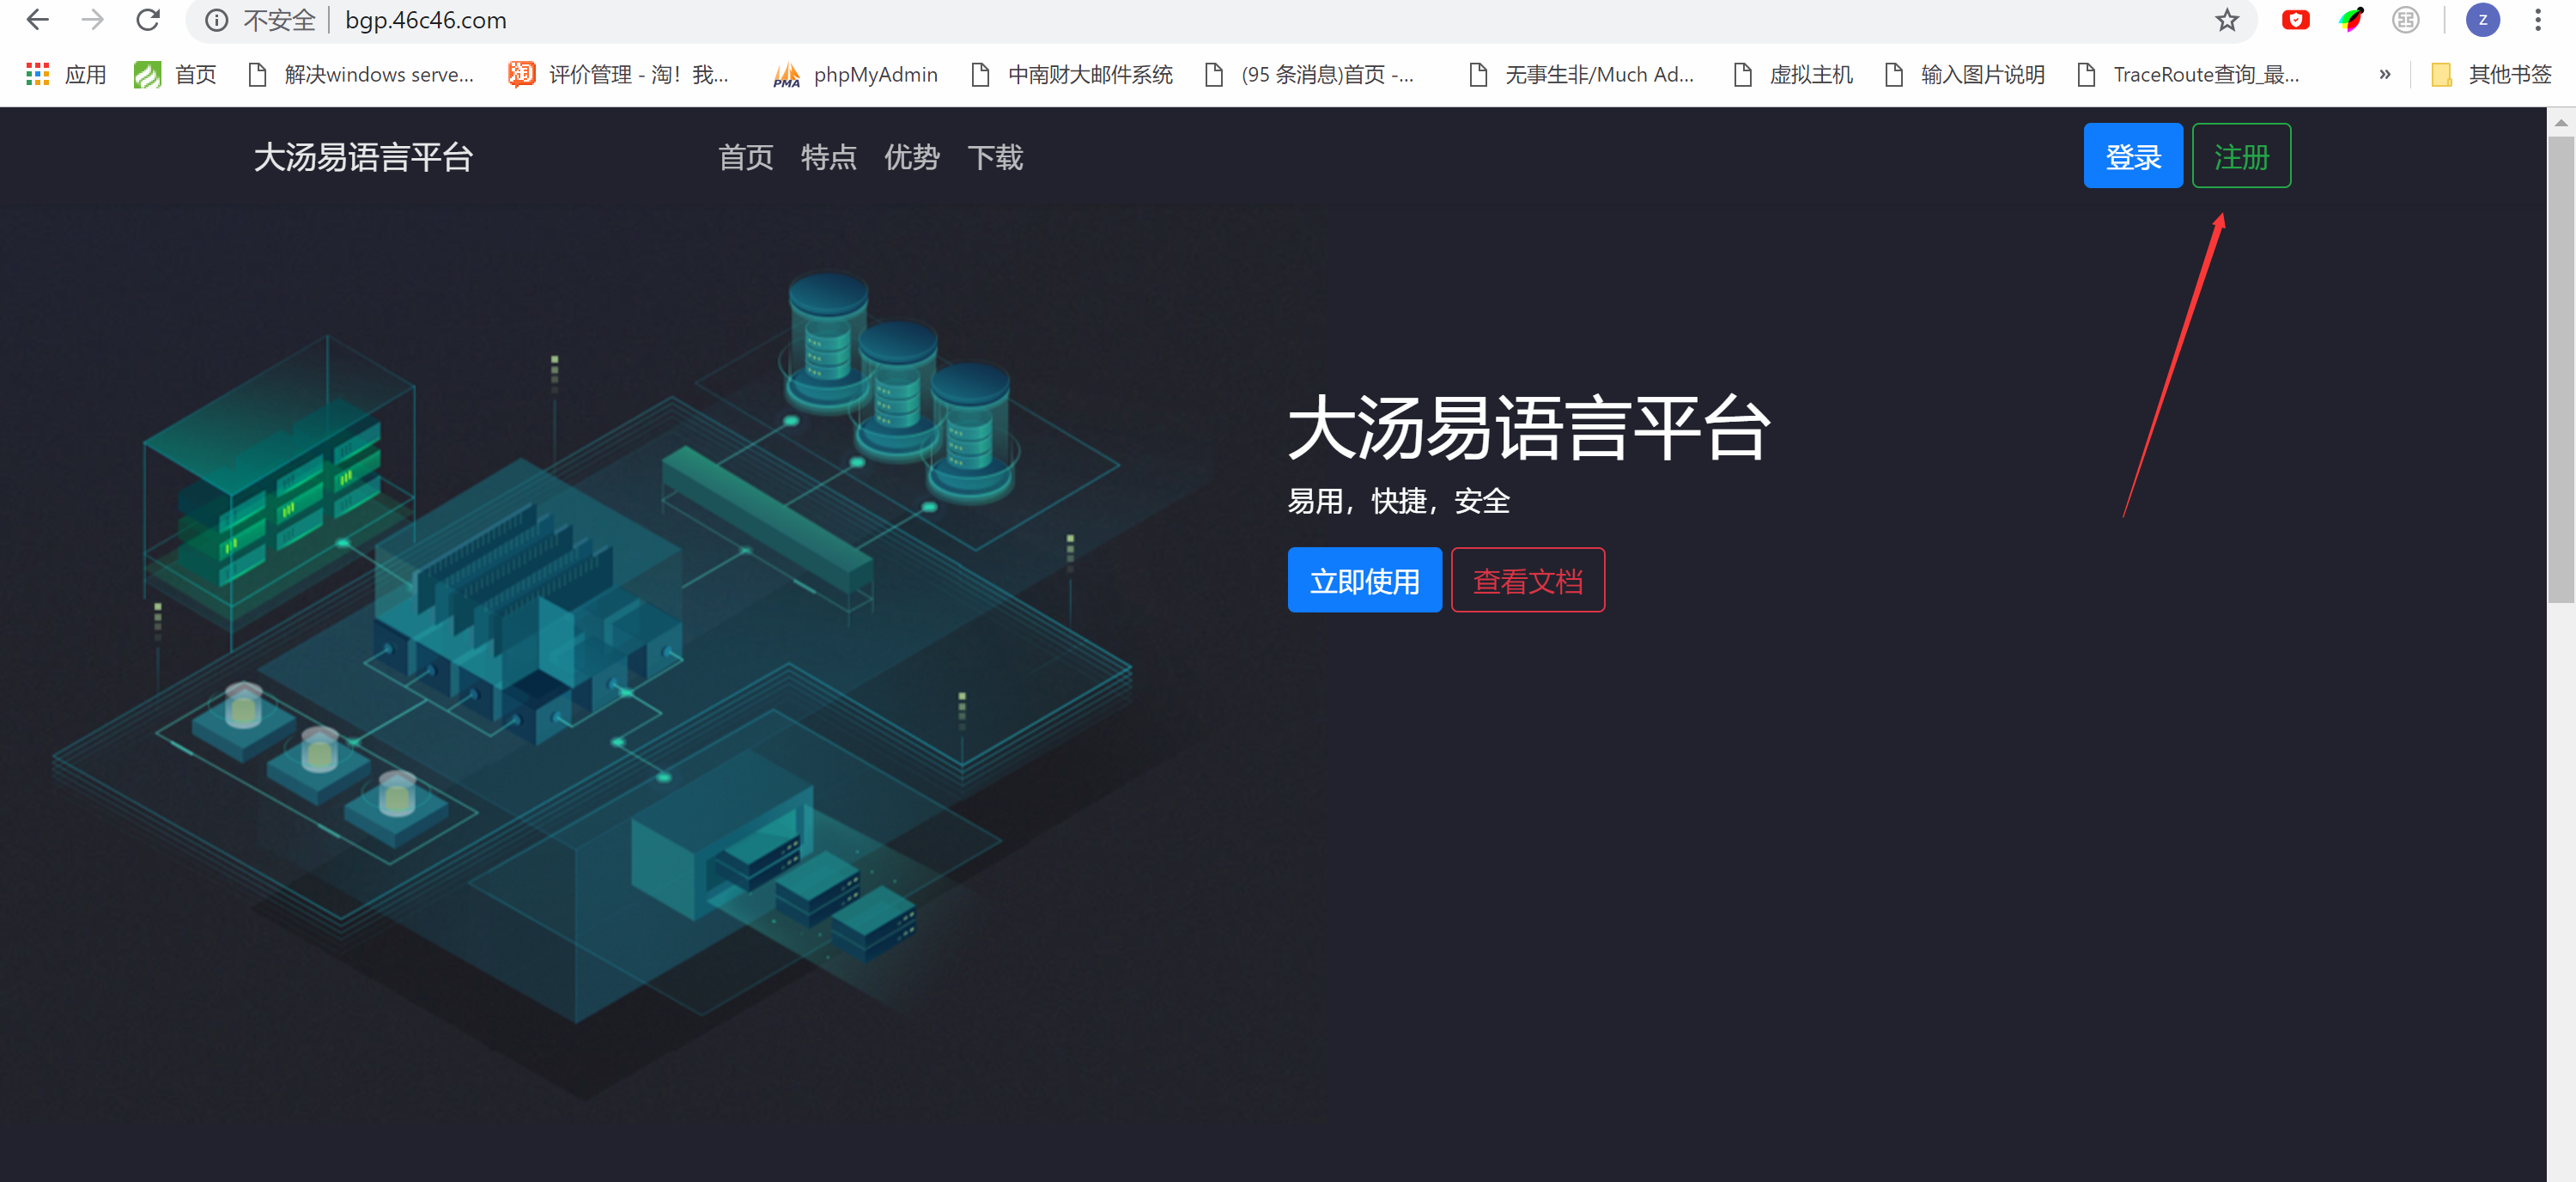 不安全 bgp.46c46.com z
应用 首页 解决windows serve... 淘 评价管理 - 淘！我... PMA phpMyAdmin 中南财大邮件系统 (95 条消息)首页 -... 无事生非/Much Ad... 虚拟主机 输入图片说明 TraceRoute查询_最... » 其他书签
大汤易语言平台 首页 特点 优势 下载 登录 注册
大汤易语言平台
易用，快捷，安全
立即使用 查看文档